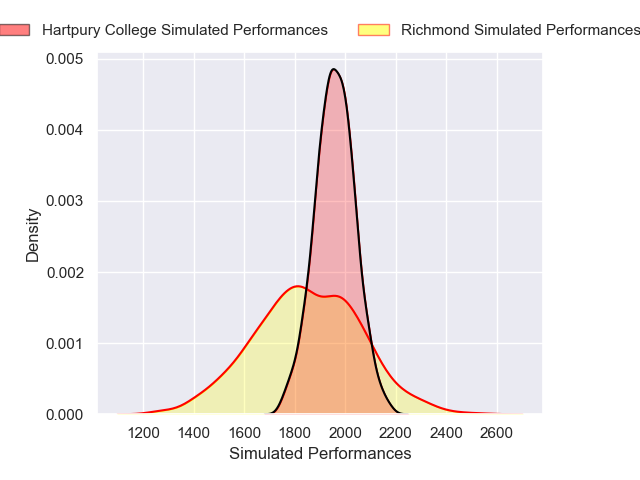 Hartpury College Simulated Performances Richmond Simulated Performances
0.005
0.004
0.003
0.002
0.001
0.000
Density
1200 1400 1600 1800 2000 2200 2400 2600
Simulated Performances